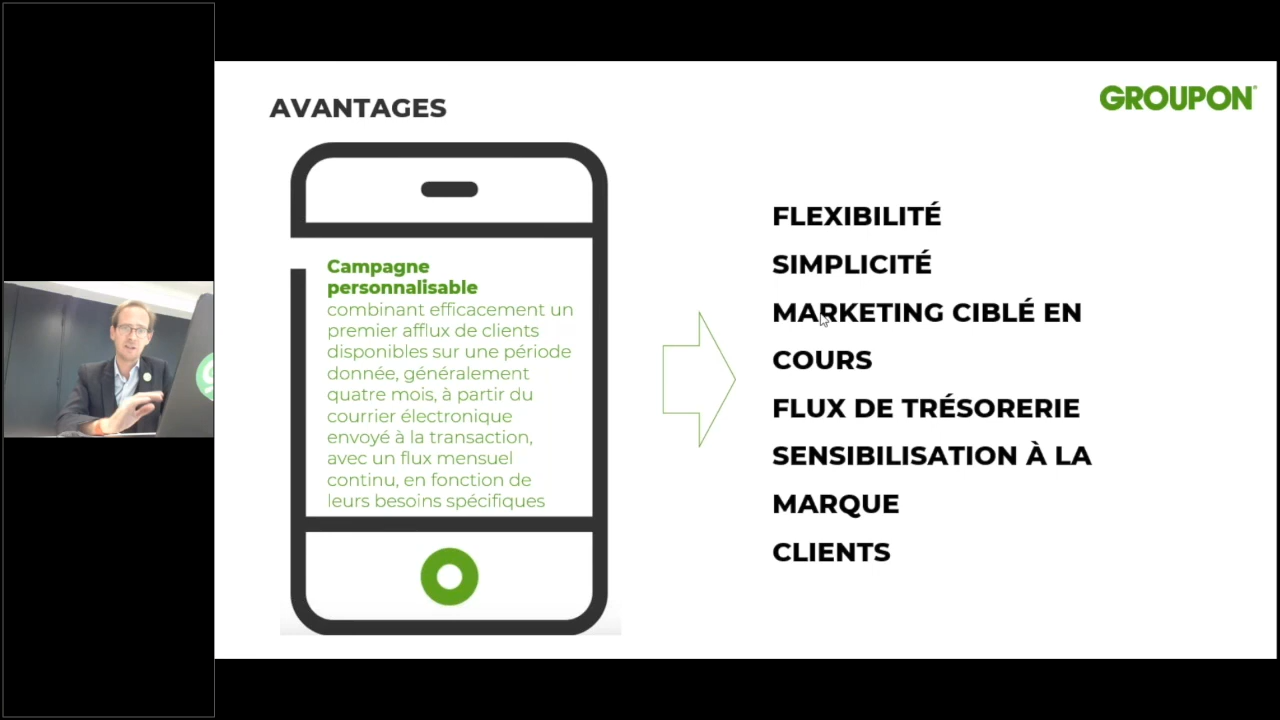 AVANTAGES
GROUPON
Campagne
personnalisable
combinant efficacement un
premier afflux de clients
disponibles sur une période
donnée, généralement
quatre mois, à partir du
courrier électronique
envoyé à la transaction,
avec un flux mensuel
continu, en fonction de
leurs besoins spécifiques
FLEXIBILITÉ
SIMPLICITÉ
MARKETING CIBLÉ EN
COURS
FLUX DE TRÉSORERIE
SENSIBILISATION À LA
MARQUE
CLIENTS